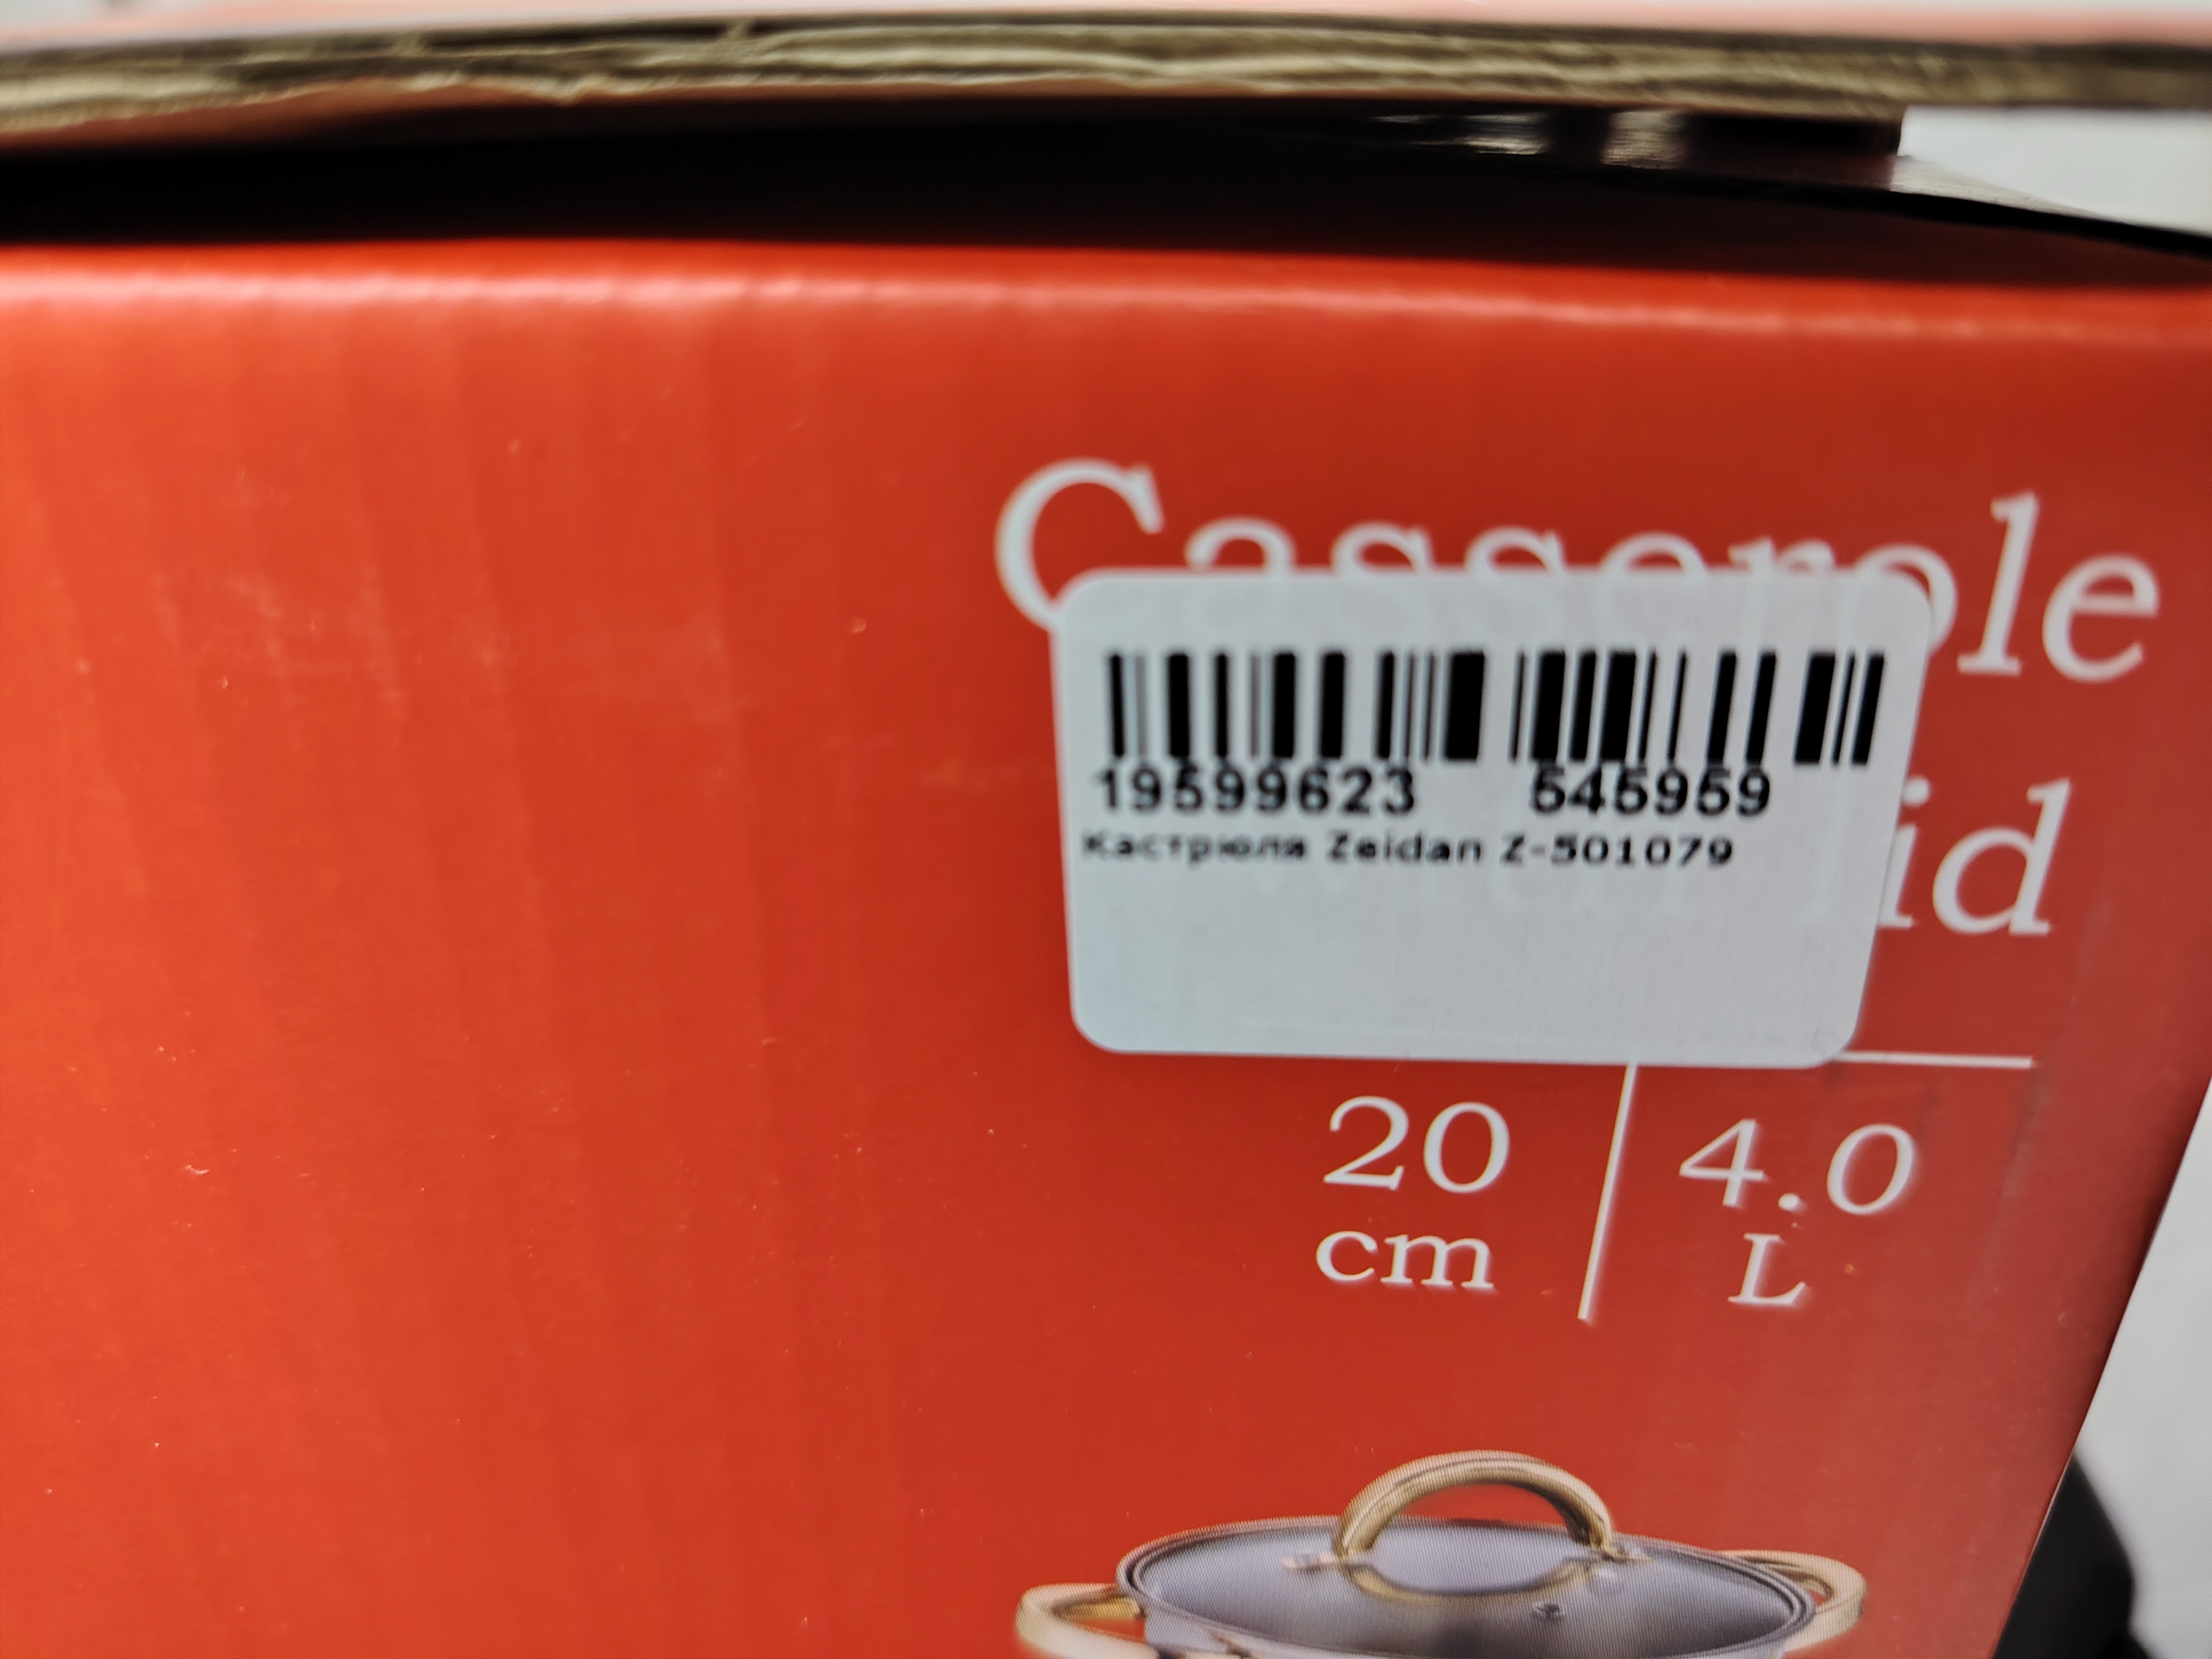 Casserole
19599623 545959
Кастрюля Zeidan Z-501079
id
20 cm
4.0 L